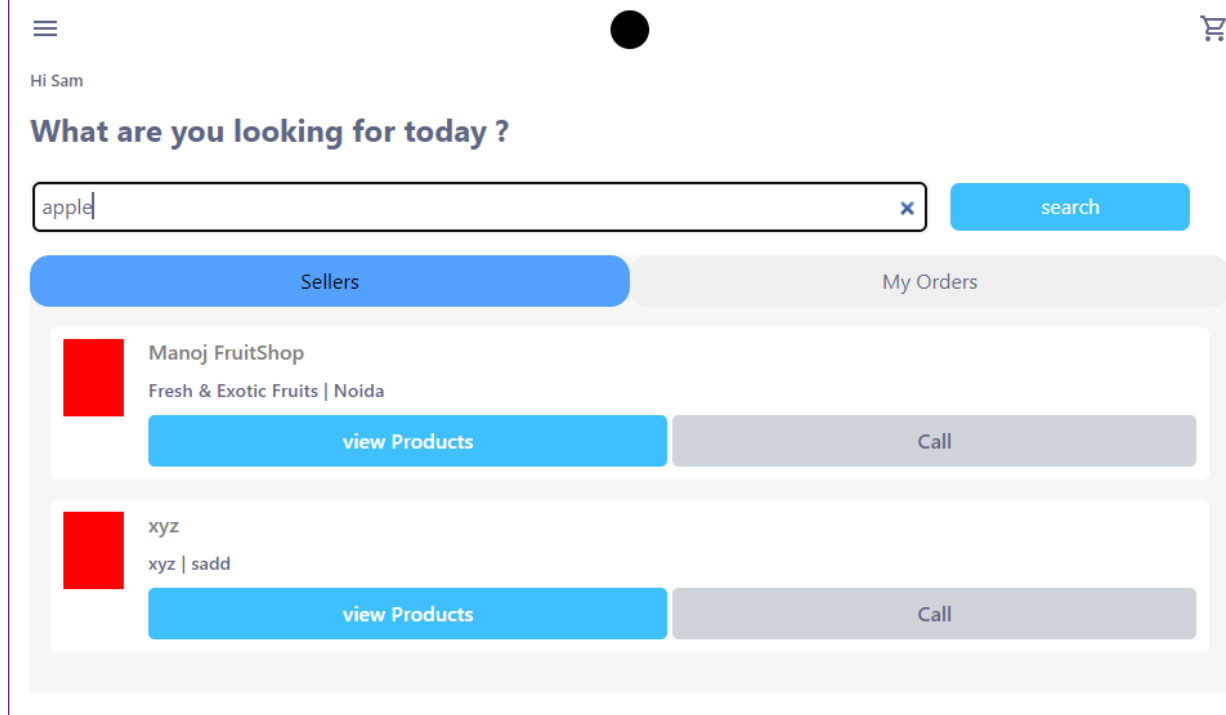 Hi Sam
What are you looking for today ?
apple
search
Sellers
My Orders
Manoj FruitShop
Fresh & Exotic Fruits | Noida
view Products
Call
xyz
xyz | sadd
view Products
Call